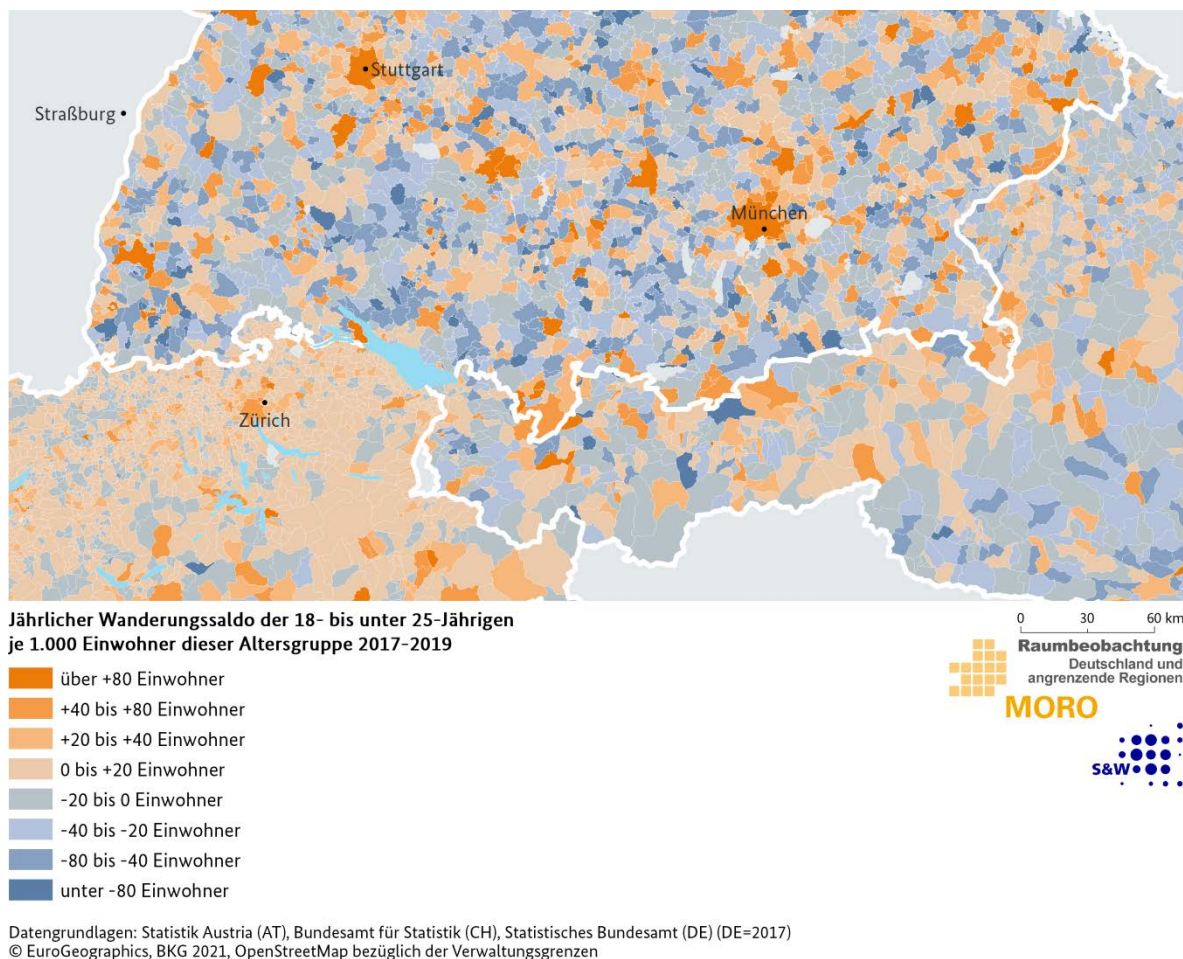 Stuttgart
Straßburg
München
Zürich
Jährlicher Wanderungssaldo der 18- bis unter 25-Jährigen
je 1.000 Einwohner dieser Altersgruppe 2017-2019
über +80 Einwohner
+40 bis +80 Einwohner
+20 bis +40 Einwohner
0 bis +20 Einwohner
-20 bis 0 Einwohner
-40 bis -20 Einwohner
-80 bis -40 Einwohner
unter -80 Einwohner
0 30 60 km
Raumbeobachtung
Deutschland und
angrenzende Regionen
MORO
S&W
Datengrundlagen: Statistik Austria (AT), Bundesamt für Statistik (CH), Statistisches Bundesamt (DE) (DE=2017)
© EuroGeographics, BKG 2021, OpenStreetMap bezüglich der Verwaltungsgrenzen